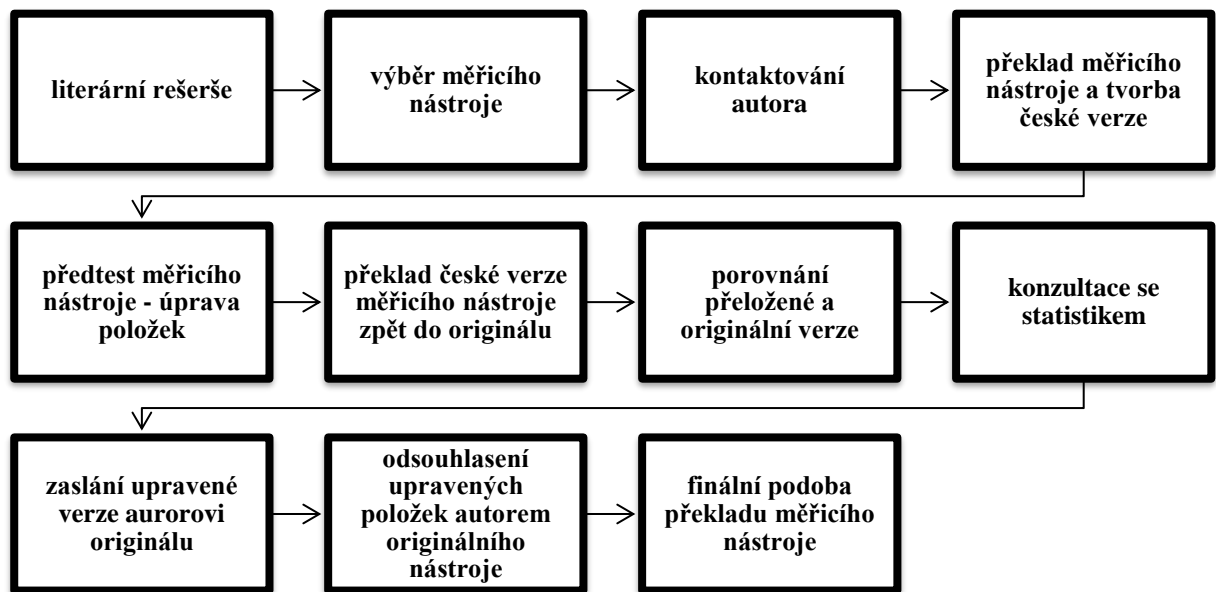 literární rešerše
výběr měřicího
nástroje
kontaktování
autora
překlad měřicího
nástroje a tvorba
české verze
předtest měřicího
nástroje - úprava
položek
překlad české verze
měřicího nástroje
zpět do originálu
porovnání
přeložené a
originální verze
konzultace se
statistikem
zaslání upravené
verze aurorovi
originálu
odsouhlasení
upravených
položek autorem
originálního
nástroje
finální podoba
překladu měřicího
nástroje